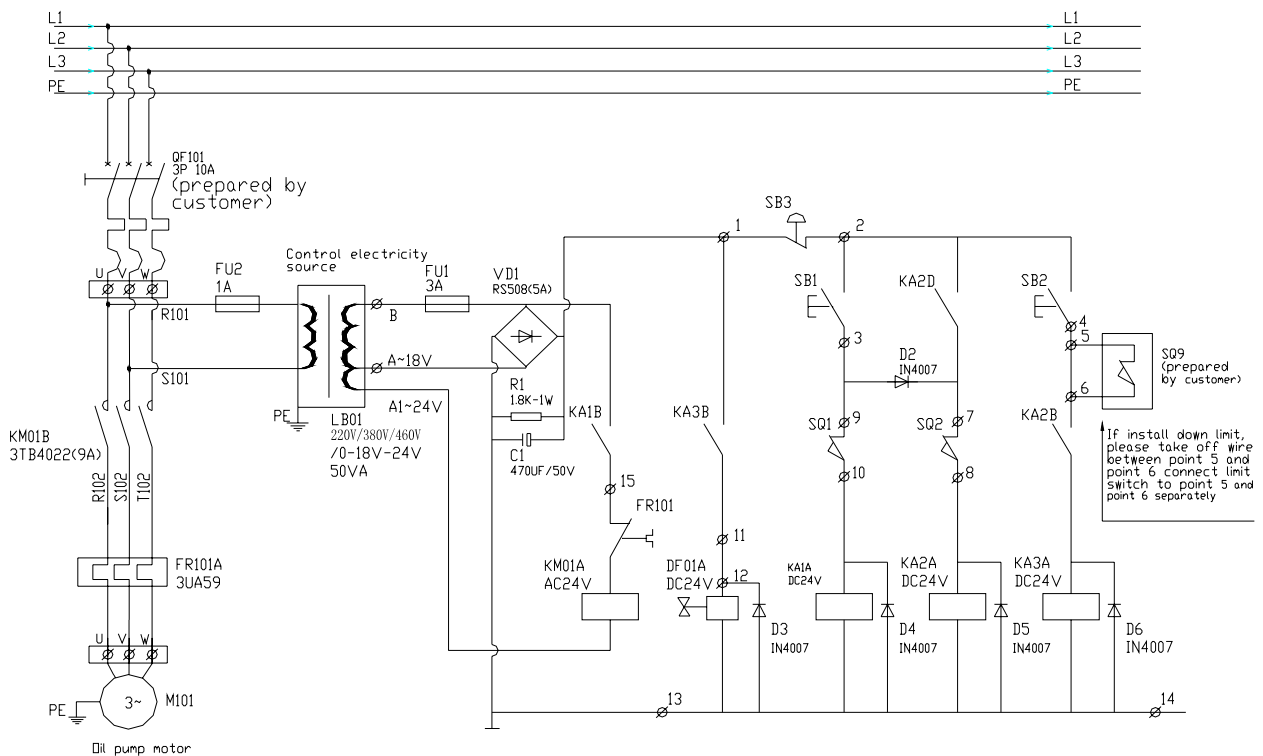 L1
L1
L2
L2
L3
L3
PE
PE
QF101
3P 10A
(prepared by
customer)
SB3
1
2
U V W
FU2
1A
Control electricity
source
FU1
3A
VD1
RS508(5A)
SB1
KA2D
SB2
R101
B
3
4
5
S101
A~18V
A1~24V
PE
LB01
220V/380V/460V
/0-18V-24V
50VA
R1
1.8K-1W
C1
470UF/50V
D2
IN4007
SQ9
(prepared
by customer)
6
KM01B
3TB4022(9A)
R102
S102
T102
KA1B
KA3B
SQ1
9
10
SQ2
7
8
KA2B
If install down limit,
please take off wire
between point 5 and
point 6 connect limit
switch to point 5 and
point 6 separately
15
FR101
11
12
FR101A
3UA59
KM01A
AC24V
DF01A
DC24V
KA1A
DC24V
KA2A
DC24V
KA3A
DC24V
D3
IN4007
D4
IN4007
D5
IN4007
D6
IN4007
U V W
3~
M101
PE
Oil pump motor
13
14